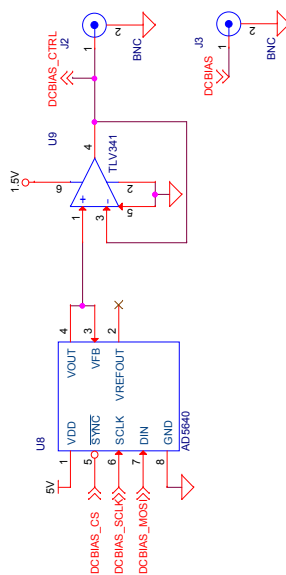 U8
5V
1
VDD
VOUT
4
DCBIAS_CS
5
SYNC
VFB
3
DCBIAS_SCLK
6
SCLK
VREFOUT
2
DCBIAS_MOSI
7
DIN
8
GND
AD5640
1.5V
U9
6
1
+
4
3
-
5
2
TLV341
DCBIAS_CTRL
J2
1
2
BNC
J3
DCBIAS
1
2
BNC